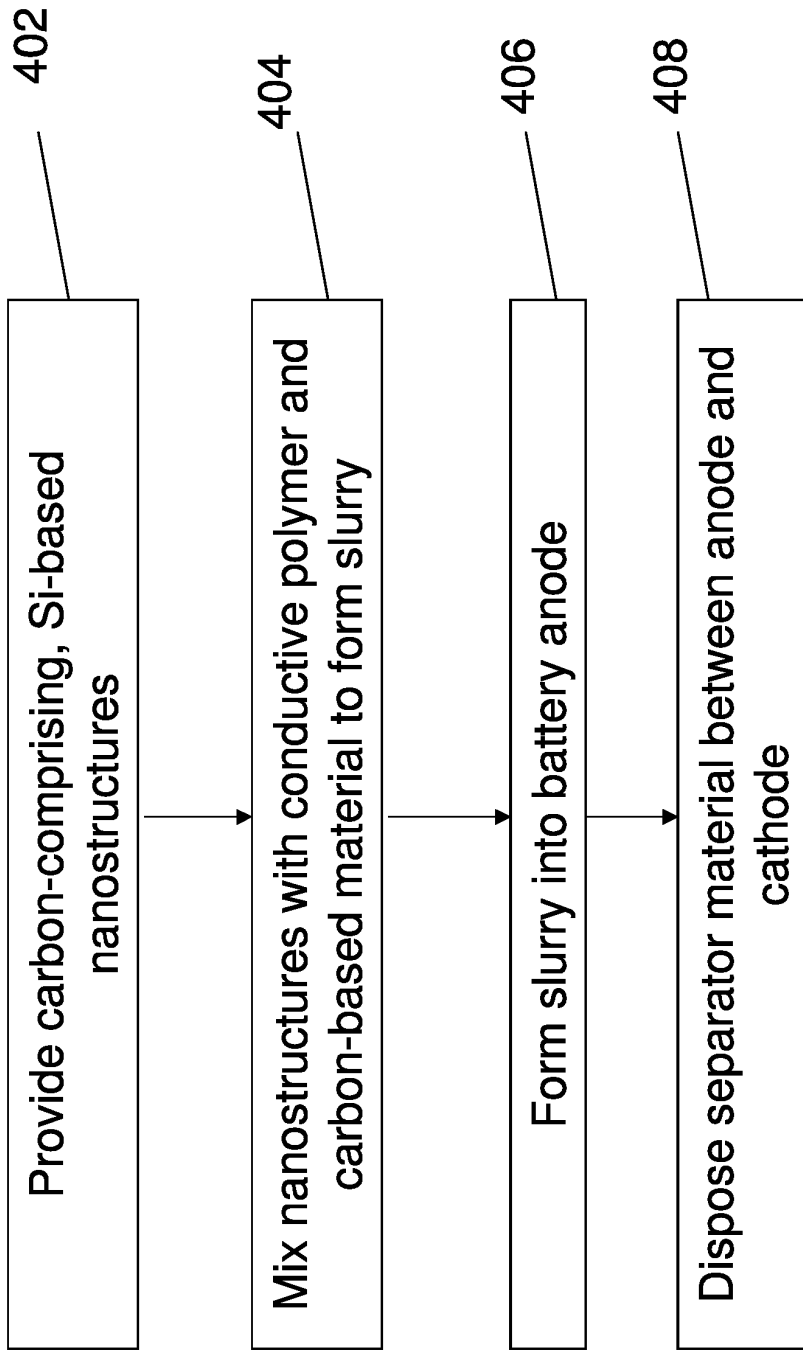 402
Provide carbon-comprising, Si-based
nanostructures
404
Mix nanostructures with conductive polymer and
carbon-based material to form slurry
406
Form slurry into battery anode
408
Dispose separator material between anode and
cathode